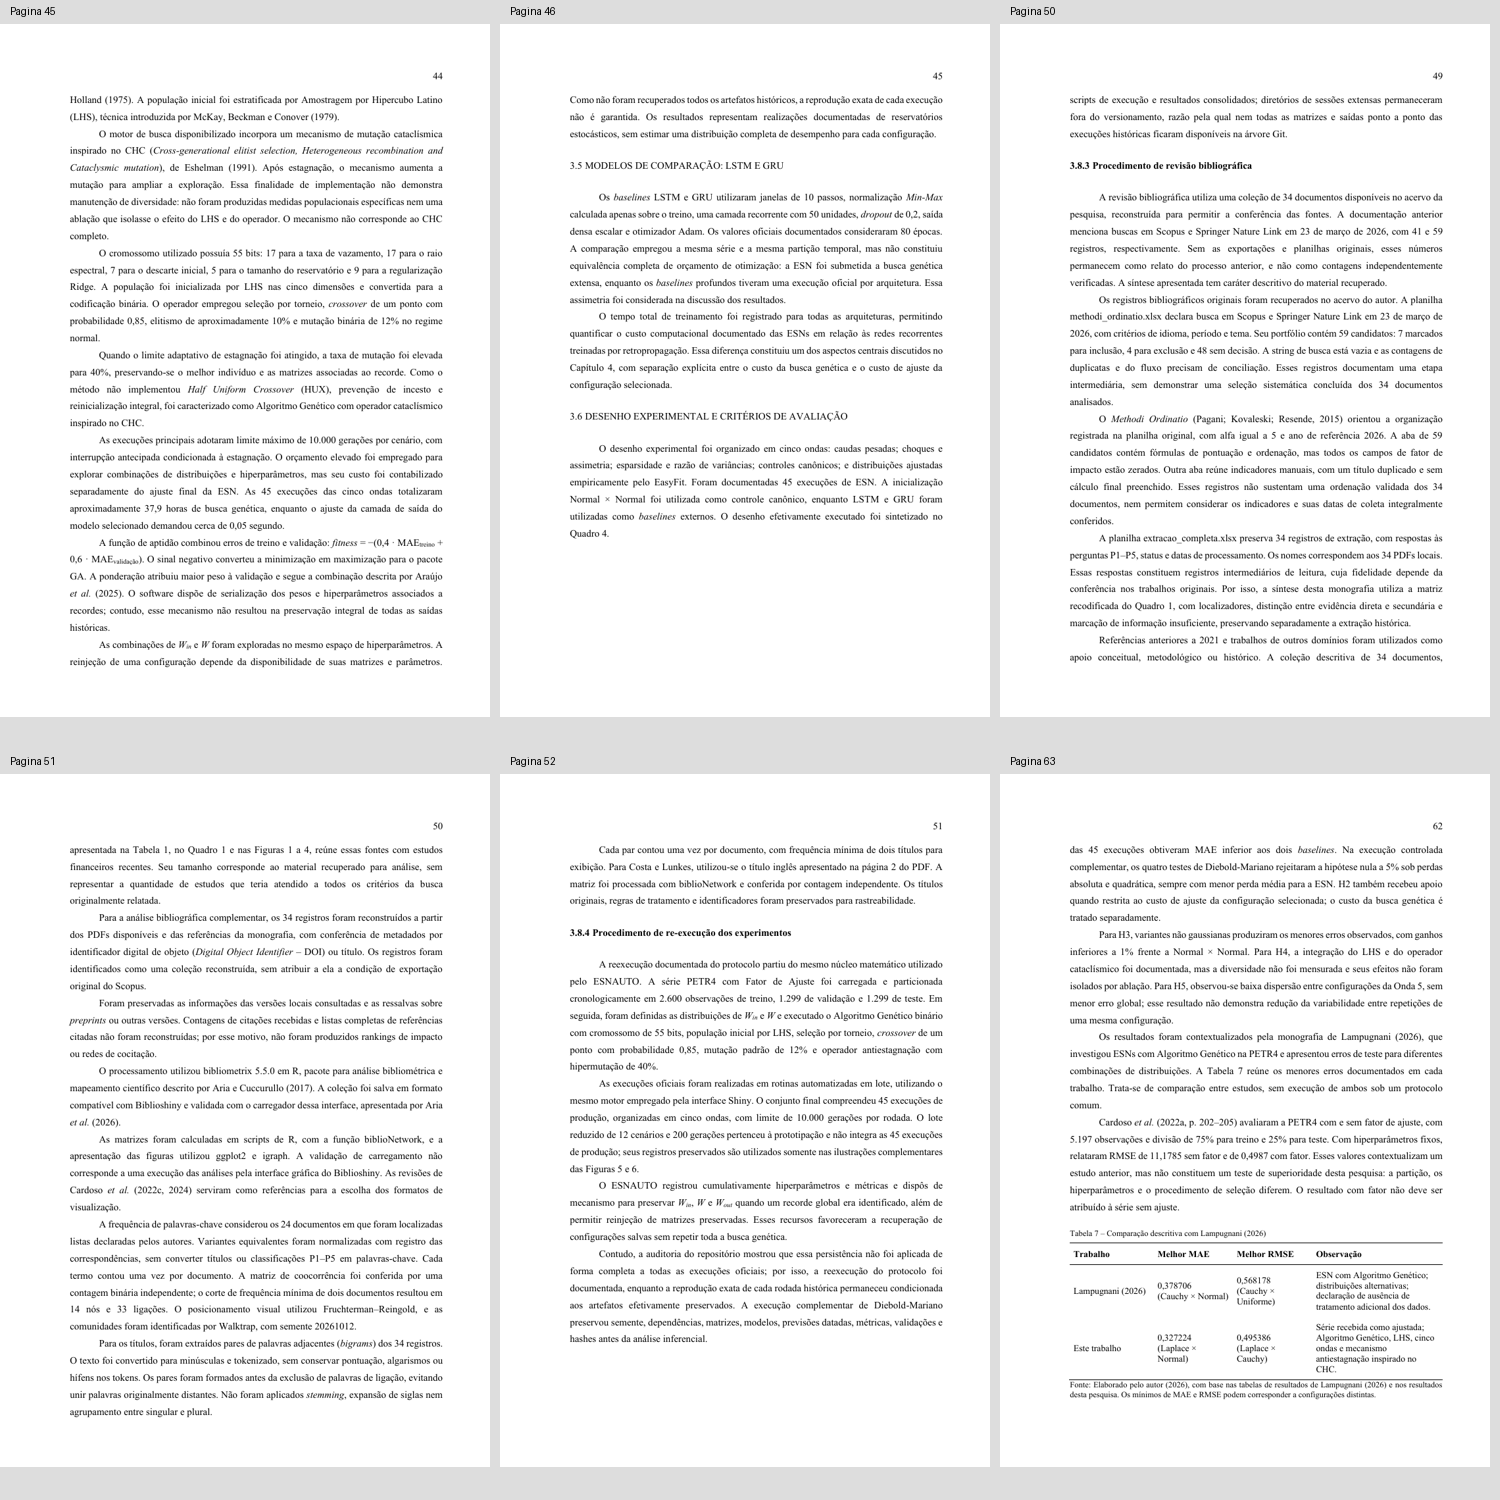 Pagina 45
44
Holland (1975). A população inicial foi estratificada por Amostragem por Hipercubo Latino
(LHS), técnica introduzida por McKay, Beckman e Conover (1979).
O motor de busca disponibilizado incorpora um mecanismo de mutação cataclísmica
inspirado no CHC (Cross-generational elitist selection, Heterogeneous recombination and
Cataclysmic mutation), de Eshelman (1991). Após estagnação, o mecanismo aumenta a
mutação para ampliar a exploração. Essa finalidade de implementação não demonstra
manutenção de diversidade: não foram produzidas medidas populacionais específicas nem uma
ablação que isolasse o efeito do LHS e do operador. O mecanismo não corresponde ao CHC
completo.
O cromossomo utilizado possuía 55 bits: 17 para a taxa de vazamento, 17 para o raio
espectral, 7 para o descarte inicial, 5 para o tamanho do reservatório e 9 para a regularização
Ridge. A população foi inicializada por LHS nas cinco dimensões e convertida para a
codificação binária. O operador empregou seleção por torneio, crossover de um ponto com
probabilidade 0,85, elitismo de aproximadamente 10% e mutação binária de 12% no regime
normal.
Quando o limite adaptativo de estagnação foi atingido, a taxa de mutação foi elevada
para 40%, preservando-se o melhor indivíduo e as matrizes associadas ao recorde. Como o
método não implementou Half Uniform Crossover (HUX), prevenção de incesto e
reinicialização integral, foi caracterizado como Algoritmo Genético com operador cataclísmico
inspirado no CHC.
As execuções principais adotaram limite máximo de 10.000 gerações por cenário, com
interrupção antecipada condicionada à estagnação. O orçamento elevado foi empregado para
explorar combinações de distribuições e hiperparâmetros, mas seu custo foi contabilizado
separadamente do ajuste final da ESN. As 45 execuções das cinco ondas totalizaram
aproximadamente 37,9 horas de busca genética, enquanto o ajuste da camada de saída do
modelo selecionado demandou cerca de 0,05 segundo.
A função de aptidão combinou erros de treino e validação: fitness = −(0,4 · MAEtreino +
0,6 · MAEvalidação). O sinal negativo converteu a minimização em maximização para o pacote
GA. A ponderação atribuiu maior peso à validação e segue a combinação descrita por Araújo
et al. (2025). O software dispõe de serialização dos pesos e hiperparâmetros associados a
recordes; contudo, esse mecanismo não resultou na preservação integral de todas as saídas
históricas.
As combinações de Win e W foram exploradas no mesmo espaço de hiperparâmetros. A
reinjeção de uma configuração depende da disponibilidade de suas matrizes e parâmetros.
Pagina 46
45
Como não foram recuperados todos os artefatos históricos, a reprodução exata de cada execução
não é garantida. Os resultados representam realizações documentadas de reservatórios
estocásticos, sem estimar uma distribuição completa de desempenho para cada configuração.
3.5 MODELOS DE COMPARAÇÃO: LSTM E GRU
Os baselines LSTM e GRU utilizaram janelas de 10 passos, normalização Min-Max
calculada apenas sobre o treino, uma camada recorrente com 50 unidades, dropout de 0,2, saída
densa escalar e otimizador Adam. Os valores oficiais documentados consideraram 80 épocas.
A comparação empregou a mesma série e a mesma partição temporal, mas não constituiu
equivalência completa de orçamento de otimização: a ESN foi submetida a busca genética
extensa, enquanto os baselines profundos tiveram uma execução oficial por arquitetura. Essa
assimetria foi considerada na discussão dos resultados.
O tempo total de treinamento foi registrado para todas as arquiteturas, permitindo
quantificar o custo computacional documentado das ESNs em relação às redes recorrentes
treinadas por retropropagação. Essa diferença constituiu um dos aspectos centrais discutidos no
Capítulo 4, com separação explícita entre o custo da busca genética e o custo de ajuste da
configuração selecionada.
3.6 DESENHO EXPERIMENTAL E CRITÉRIOS DE AVALIAÇÃO
O desenho experimental foi organizado em cinco ondas: caudas pesadas; choques e
assimetria; esparsidade e razão de variâncias; controles canônicos; e distribuições ajustadas
empiricamente pelo EasyFit. Foram documentadas 45 execuções de ESN. A inicialização
Normal × Normal foi utilizada como controle canônico, enquanto LSTM e GRU foram
utilizadas como baselines externos. O desenho efetivamente executado foi sintetizado no
Quadro 4.
Pagina 50
49
scripts de execução e resultados consolidados; diretórios de sessões extensas permaneceram
fora do versionamento, razão pela qual nem todas as matrizes e saídas ponto a ponto das
execuções históricas ficaram disponíveis na árvore Git.
3.8.3 Procedimento de revisão bibliográfica
A revisão bibliográfica utiliza uma coleção de 34 documentos disponíveis no acervo da
pesquisa, reconstruída para permitir a conferência das fontes. A documentação anterior
menciona buscas em Scopus e Springer Nature Link em 23 de março de 2026, com 41 e 59
registros, respectivamente. Sem as exportações e planilhas originais, esses números
permanecem como relato do processo anterior, e não como contagens independentemente
verificadas. A síntese apresentada tem caráter descritivo do material recuperado.
Os registros bibliográficos originais foram recuperados no acervo do autor. A planilha
methodi_ordinatio.xlsx declara busca em Scopus e Springer Nature Link em 23 de março de
2026, com critérios de idioma, período e tema. Seu portfólio contém 59 candidatos: 7 marcados
para inclusão, 4 para exclusão e 48 sem decisão. A string de busca está vazia e as contagens de
duplicatas e do fluxo precisam de conciliação. Esses registros documentam uma etapa
intermediária, sem demonstrar uma seleção sistemática concluída dos 34 documentos
analisados.
O Methodi Ordinatio (Pagani; Kovaleski; Resende, 2015) orientou a organização
registrada na planilha original, com alfa igual a 5 e ano de referência 2026. A aba de 59
candidatos contém fórmulas de pontuação e ordenação, mas todos os campos de fator de
impacto estão zerados. Outra aba reúne indicadores manuais, com um título duplicado e sem
cálculo final preenchido. Esses registros não sustentam uma ordenação validada dos 34
documentos, nem permitem considerar os indicadores e suas datas de coleta integralmente
conferidos.
A planilha extracao_completa.xlsx preserva 34 registros de extração, com respostas às
perguntas P1–P5, status e datas de processamento. Os nomes correspondem aos 34 PDFs locais.
Essas respostas constituem registros intermediários de leitura, cuja fidelidade depende da
conferência nos trabalhos originais. Por isso, a síntese desta monografia utiliza a matriz
recodificada do Quadro 1, com localizadores, distinção entre evidência direta e secundária e
marcação de informação insuficiente, preservando separadamente a extração histórica.
Referências anteriores a 2021 e trabalhos de outros domínios foram utilizados como
apoio conceitual, metodológico ou histórico. A coleção descritiva de 34 documentos,
Pagina 51
50
apresentada na Tabela 1, no Quadro 1 e nas Figuras 1 a 4, reúne essas fontes com estudos
financeiros recentes. Seu tamanho corresponde ao material recuperado para análise, sem
representar a quantidade de estudos que teria atendido a todos os critérios da busca
originalmente relatada.
Para a análise bibliográfica complementar, os 34 registros foram reconstruídos a partir
dos PDFs disponíveis e das referências da monografia, com conferência de metadados por
identificador digital de objeto (Digital Object Identifier – DOI) ou título. Os registros foram
identificados como uma coleção reconstruída, sem atribuir a ela a condição de exportação
original do Scopus.
Foram preservadas as informações das versões locais consultadas e as ressalvas sobre
preprints ou outras versões. Contagens de citações recebidas e listas completas de referências
citadas não foram reconstruídas; por esse motivo, não foram produzidos rankings de impacto
ou redes de cocitação.
O processamento utilizou bibliometrix 5.5.0 em R, pacote para análise bibliométrica e
mapeamento científico descrito por Aria e Cuccurullo (2017). A coleção foi salva em formato
compatível com Biblioshiny e validada com o carregador dessa interface, apresentada por Aria
et al. (2026).
As matrizes foram calculadas em scripts de R, com a função biblioNetwork, e a
apresentação das figuras utilizou ggplot2 e igraph. A validação de carregamento não
corresponde a uma execução das análises pela interface gráfica do Biblioshiny. As revisões de
Cardoso et al. (2022c, 2024) serviram como referências para a escolha dos formatos de
visualização.
A frequência de palavras-chave considerou os 24 documentos em que foram localizadas
listas declaradas pelos autores. Variantes equivalentes foram normalizadas com registro das
correspondências, sem converter títulos ou classificações P1–P5 em palavras-chave. Cada
termo contou uma vez por documento. A matriz de coocorrência foi conferida por uma
contagem binária independente; o corte de frequência mínima de dois documentos resultou em
14 nós e 33 ligações. O posicionamento visual utilizou Fruchterman–Reingold, e as
comunidades foram identificadas por Walktrap, com semente 20261012.
Para os títulos, foram extraídos pares de palavras adjacentes (bigrams) dos 34 registros.
O texto foi convertido para minúsculas e tokenizado, sem conservar pontuação, algarismos ou
hífens nos tokens. Os pares foram formados antes da exclusão de palavras de ligação, evitando
unir palavras originalmente distantes. Não foram aplicados stemming, expansão de siglas nem
agrupamento entre singular e plural.
Pagina 52
51
Cada par contou uma vez por documento, com frequência mínima de dois títulos para
exibição. Para Costa e Lunkes, utilizou-se o título inglês apresentado na página 2 do PDF. A
matriz foi processada com biblioNetwork e conferida por contagem independente. Os títulos
originais, regras de tratamento e identificadores foram preservados para rastreabilidade.
3.8.4 Procedimento de re-execução dos experimentos
A reexecução documentada do protocolo partiu do mesmo núcleo matemático utilizado
pelo ESNAUTO. A série PETR4 com Fator de Ajuste foi carregada e particionada
cronologicamente em 2.600 observações de treino, 1.299 de validação e 1.299 de teste. Em
seguida, foram definidas as distribuições de Win e W e executado o Algoritmo Genético binário
com cromossomo de 55 bits, população inicial por LHS, seleção por torneio, crossover de um
ponto com probabilidade 0,85, mutação padrão de 12% e operador antiestagnação com
hipermutação de 40%.
As execuções oficiais foram realizadas em rotinas automatizadas em lote, utilizando o
mesmo motor empregado pela interface Shiny. O conjunto final compreendeu 45 execuções de
produção, organizadas em cinco ondas, com limite de 10.000 gerações por rodada. O lote
reduzido de 12 cenários e 200 gerações pertenceu à prototipação e não integra as 45 execuções
de produção; seus registros preservados são utilizados somente nas ilustrações complementares
das Figuras 5 e 6.
O ESNAUTO registrou cumulativamente hiperparâmetros e métricas e dispôs de
mecanismo para preservar Win, W e Wout quando um recorde global era identificado, além de
permitir reinjeção de matrizes preservadas. Esses recursos favoreceram a recuperação de
configurações salvas sem repetir toda a busca genética.
Contudo, a auditoria do repositório mostrou que essa persistência não foi aplicada de
forma completa a todas as execuções oficiais; por isso, a reexecução do protocolo foi
documentada, enquanto a reprodução exata de cada rodada histórica permaneceu condicionada
aos artefatos efetivamente preservados. A execução complementar de Diebold-Mariano
preservou semente, dependências, matrizes, modelos, previsões datadas, métricas, validações e
hashes antes da análise inferencial.
Pagina 63
62
das 45 execuções obtiveram MAE inferior aos dois baselines. Na execução controlada
complementar, os quatro testes de Diebold-Mariano rejeitaram a hipótese nula a 5% sob perdas
absoluta e quadrática, sempre com menor perda média para a ESN. H2 também recebeu apoio
quando restrita ao custo de ajuste da configuração selecionada; o custo da busca genética é
tratado separadamente.
Para H3, variantes não gaussianas produziram os menores erros observados, com ganhos
inferiores a 1% frente a Normal × Normal. Para H4, a integração do LHS e do operador
cataclísmico foi documentada, mas a diversidade não foi mensurada e seus efeitos não foram
isolados por ablação. Para H5, observou-se baixa dispersão entre configurações da Onda 5, sem
menor erro global; esse resultado não demonstra redução da variabilidade entre repetições de
uma mesma configuração.
Os resultados foram contextualizados pela monografia de Lampugnani (2026), que
investigou ESNs com Algoritmo Genético na PETR4 e apresentou erros de teste para diferentes
combinações de distribuições. A Tabela 7 reúne os menores erros documentados em cada
trabalho. Trata-se de comparação entre estudos, sem execução de ambos sob um protocolo
comum.
Cardoso et al. (2022a, p. 202–205) avaliaram a PETR4 com e sem fator de ajuste, com
5.197 observações e divisão de 75% para treino e 25% para teste. Com hiperparâmetros fixos,
relataram RMSE de 11,1785 sem fator e de 0,4987 com fator. Esses valores contextualizam um
estudo anterior, mas não constituem um teste de superioridade desta pesquisa: a partição, os
hiperparâmetros e o procedimento de seleção diferem. O resultado com fator não deve ser
atribuído à série sem ajuste.
Tabela 7 – Comparação descritiva com Lampugnani (2026)
Trabalho Melhor MAE Melhor RMSE Observação
Lampugnani (2026) 0,378706 (Cauchy × Normal) 0,568178 (Cauchy × Uniforme) ESN com Algoritmo Genético; distribuições alternativas; declaração de ausência de tratamento adicional dos dados.
Este trabalho 0,327224 (Laplace × Normal) 0,495386 (Laplace × Cauchy) Série recebida como ajustada; Algoritmo Genético, LHS, cinco ondas e mecanismo antiestagnação inspirado no CHC.
Fonte: Elaborado pelo autor (2026), com base nas tabelas de resultados de Lampugnani (2026) e nos resultados
desta pesquisa. Os mínimos de MAE e RMSE podem corresponder a configurações distintas.